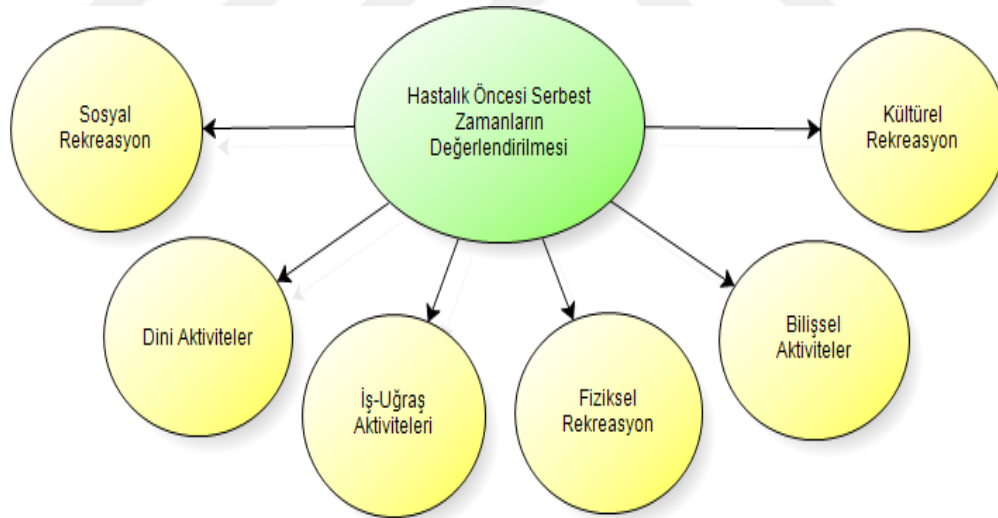 Hastalık Öncesi Serbest
Zamanların
Değerlendirilmesi
Sosyal
Rekreasyon
Kültürel
Rekreasyon
Dini Aktiviteler
İş-Uğraş
Aktiviteleri
Fiziksel
Rekreasyon
Bilişsel
Aktiviteler